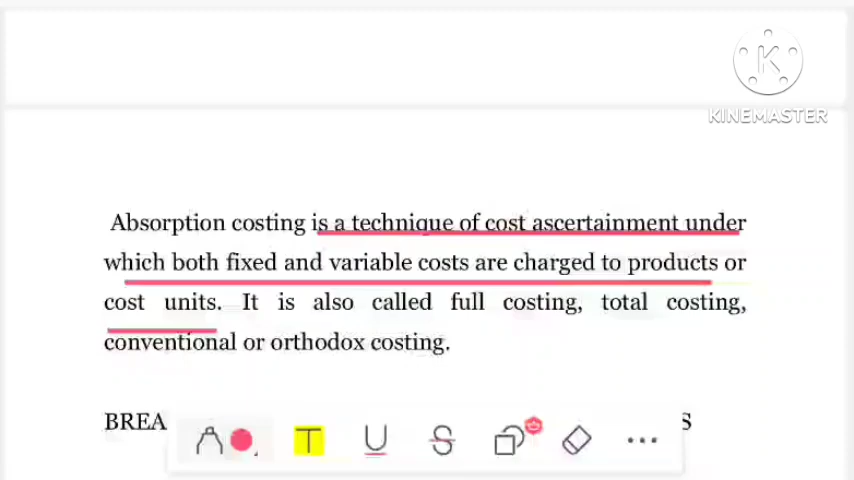 K
KINEMASTER
Absorption costing is a technique of cost ascertainment under
which both fixed and variable costs are charged to products or
cost units. It is also called full costing, total costing,
conventional or orthodox costing.
BREA S
T U S